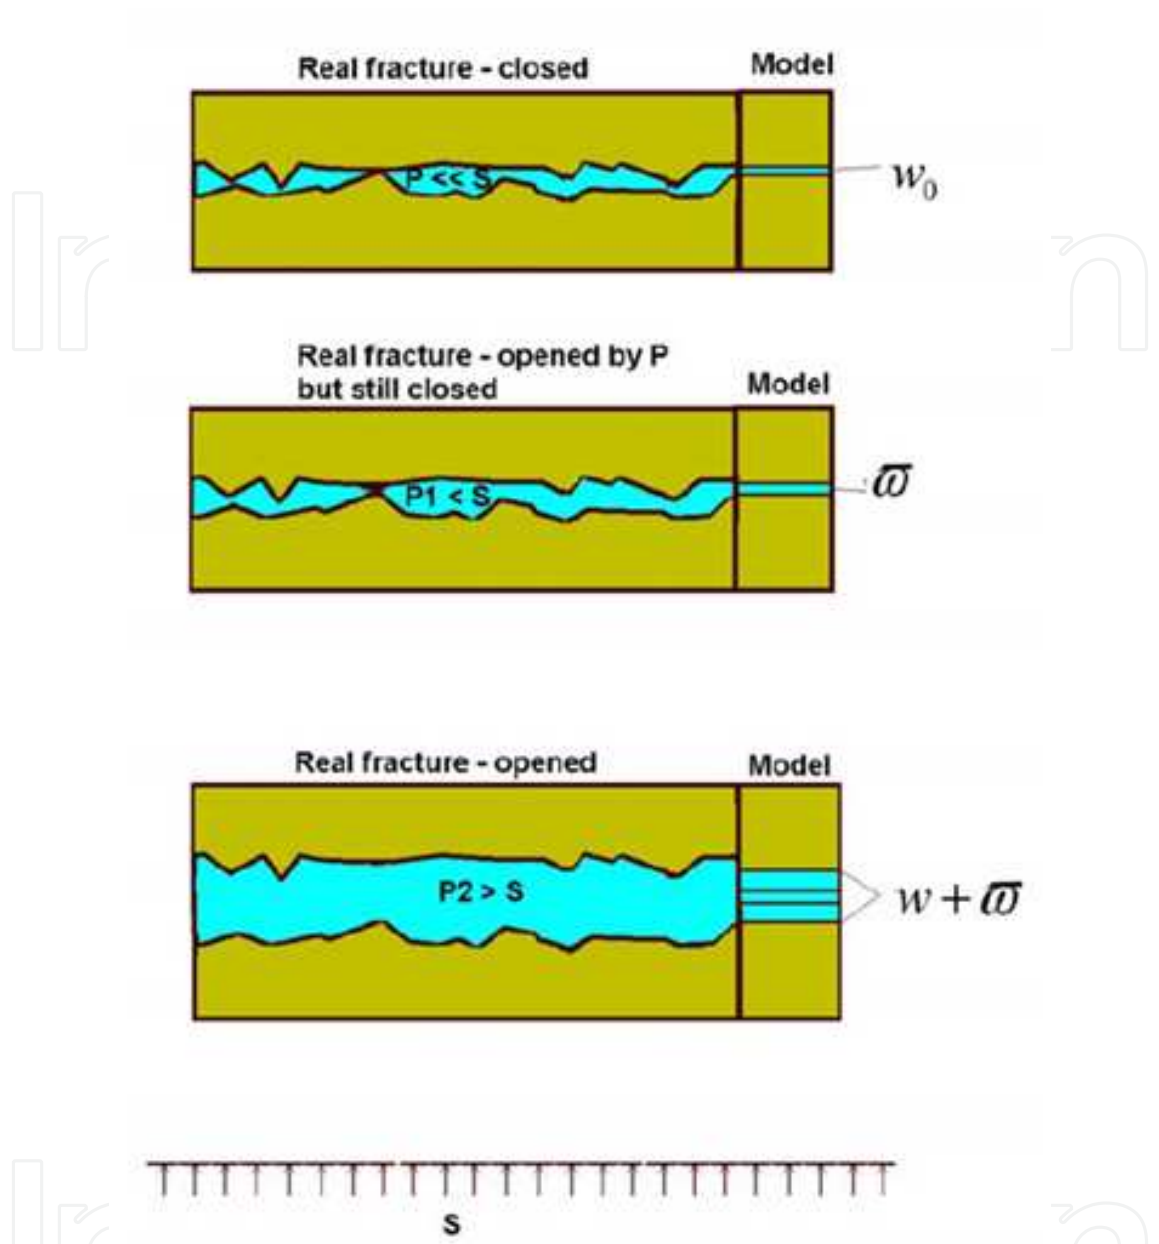 Real fracture - closed
Model
P << S
w₀
Real fracture - opened by P
but still closed
Model
P1 < S
ϖ
Real fracture - opened
Model
P2 > S
w + ϖ
S